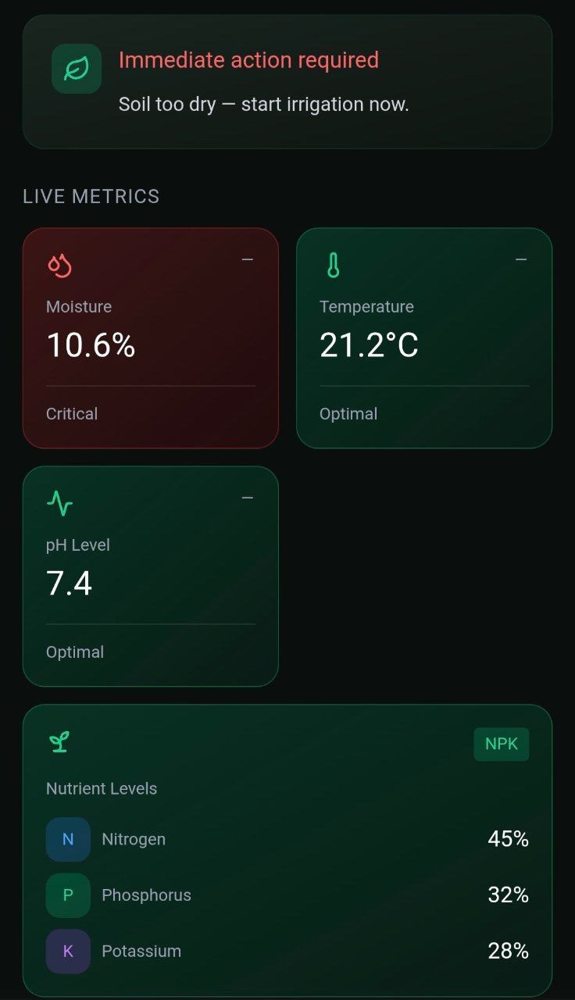 Immediate action required
Soil too dry — start irrigation now.
LIVE METRICS
–
Moisture
10.6%
Critical
–
Temperature
21.2°C
Optimal
–
pH Level
7.4
Optimal
NPK
Nutrient Levels
N Nitrogen 45%
P Phosphorus 32%
K Potassium 28%